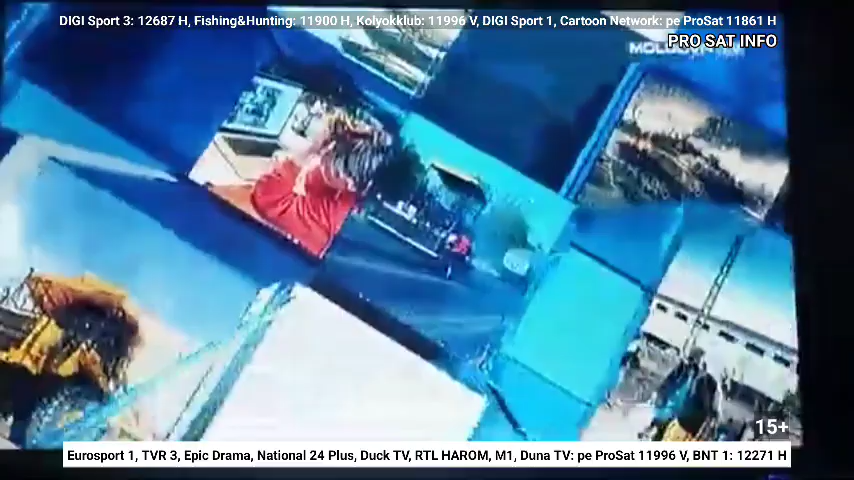 DIGI Sport 3: 12687 H, Fishing&Hunting: 11900 H, Kolyokklub: 11996 V, DIGI Sport 1, Cartoon Network: pe ProSat 11861 H
PRO SAT INFO
15+
Eurosport 1, TVR 3, Epic Drama, National 24 Plus, Duck TV, RTL HAROM, M1, Duna TV: pe ProSat 11996 V, BNT 1: 12271 H